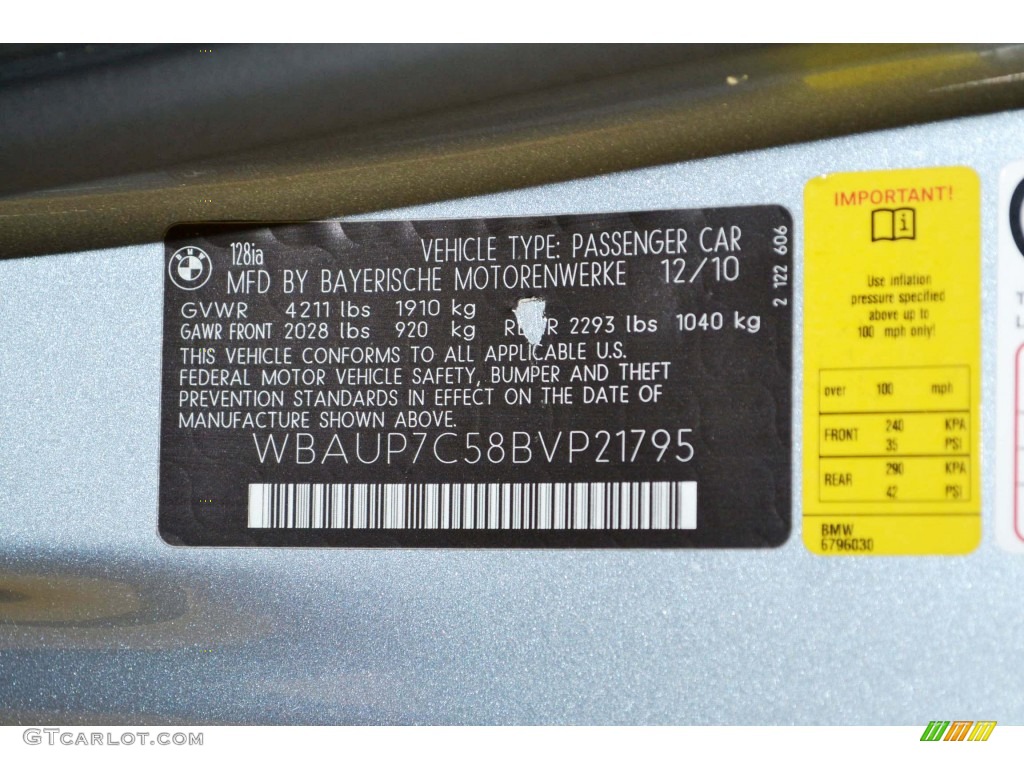 BMW
128ia
VEHICLE TYPE: PASSENGER CAR
MFD BY BAYERISCHE MOTORENWERKE 12/10
GVWR 4211 lbs 1910 kg
GAWR FRONT 2028 lbs 920 kg 2293 lbs 1040 kg
THIS VEHICLE CONFORMS TO ALL APPLICABLE U.S.
FEDERAL MOTOR VEHICLE SAFETY, BUMPER AND THEFT
PREVENTION STANDARDS IN EFFECT ON THE DATE OF
MANUFACTURE SHOWN ABOVE.
WBAUP7C58BVP21795
2 122 606
IMPORTANT!
i
Use inflation
pressure specified
above up to
100 mph only!
over 100 mph
FRONT 240 KPA
35 PSI
REAR 290 KPA
42 PSI
BMW
6796030
GTCARLOT.COM